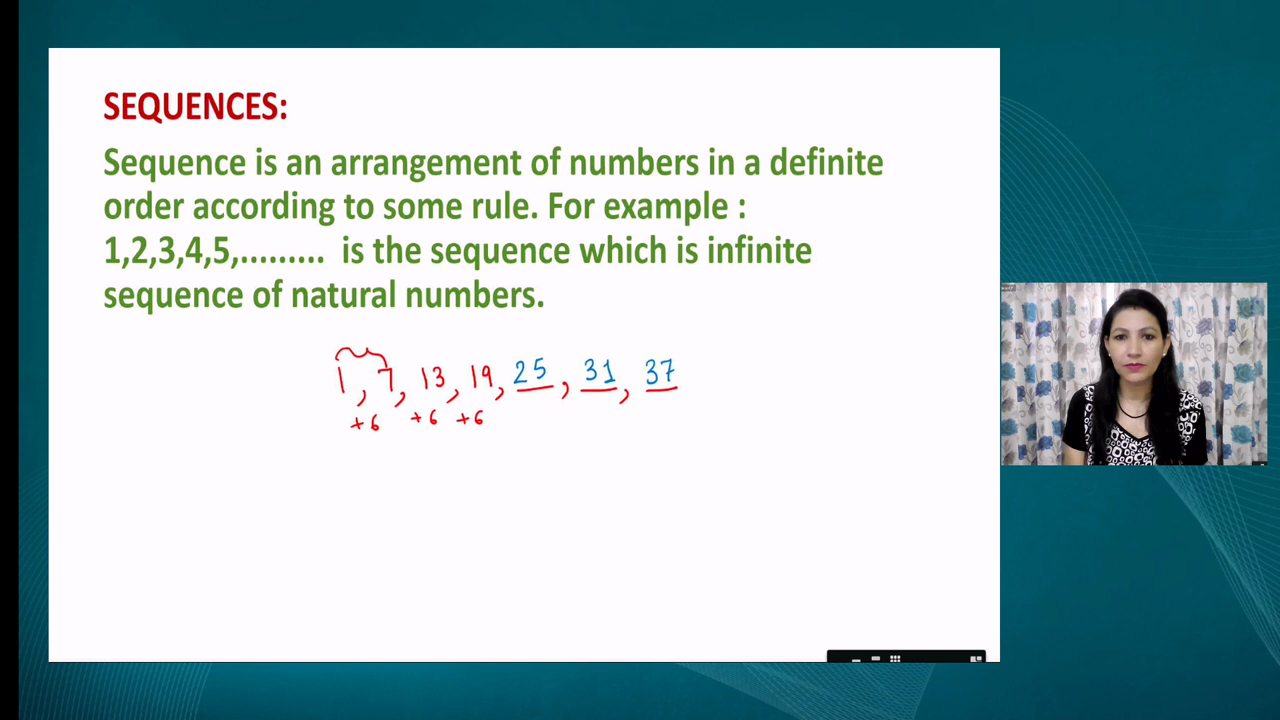 SEQUENCES:
Sequence is an arrangement of numbers in a definite
order according to some rule. For example :
1,2,3,4,5,......... is the sequence which is infinite
sequence of natural numbers.
1, 7, 13, 19, 25, 31, 37
+6 +6 +6